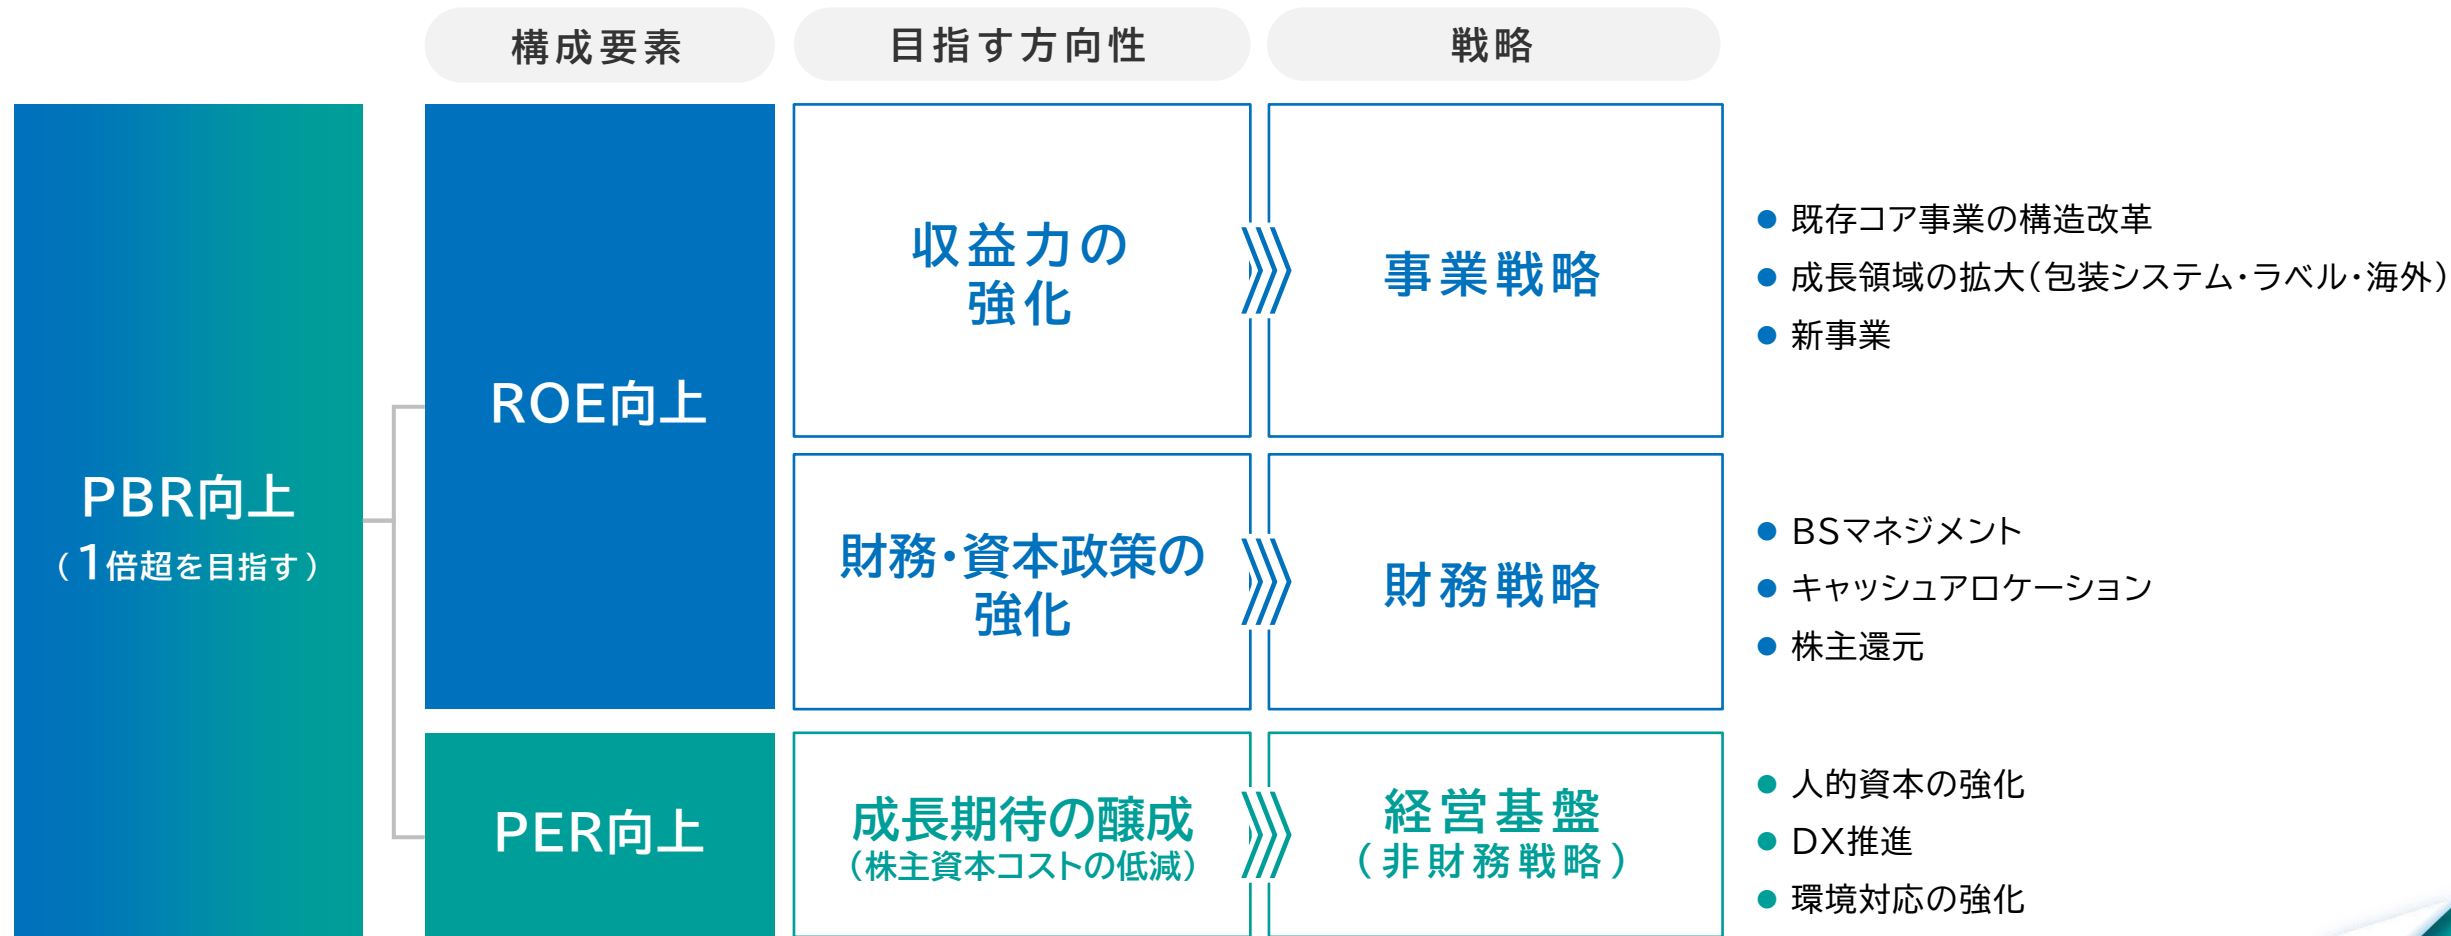 構成要素
目指す方向性
戦略
PBR向上
（1倍超を目指す）
ROE向上
収益力の
強化
事業戦略
● 既存コア事業の構造改革
● 成長領域の拡大（包装システム・ラベル・海外）
● 新事業
財務・資本政策の
強化
財務戦略
● BSマネジメント
● キャッシュアロケーション
● 株主還元
PER向上
成長期待の醸成
（株主資本コストの低減）
経営基盤
（非財務戦略）
● 人的資本の強化
● DX推進
● 環境対応の強化